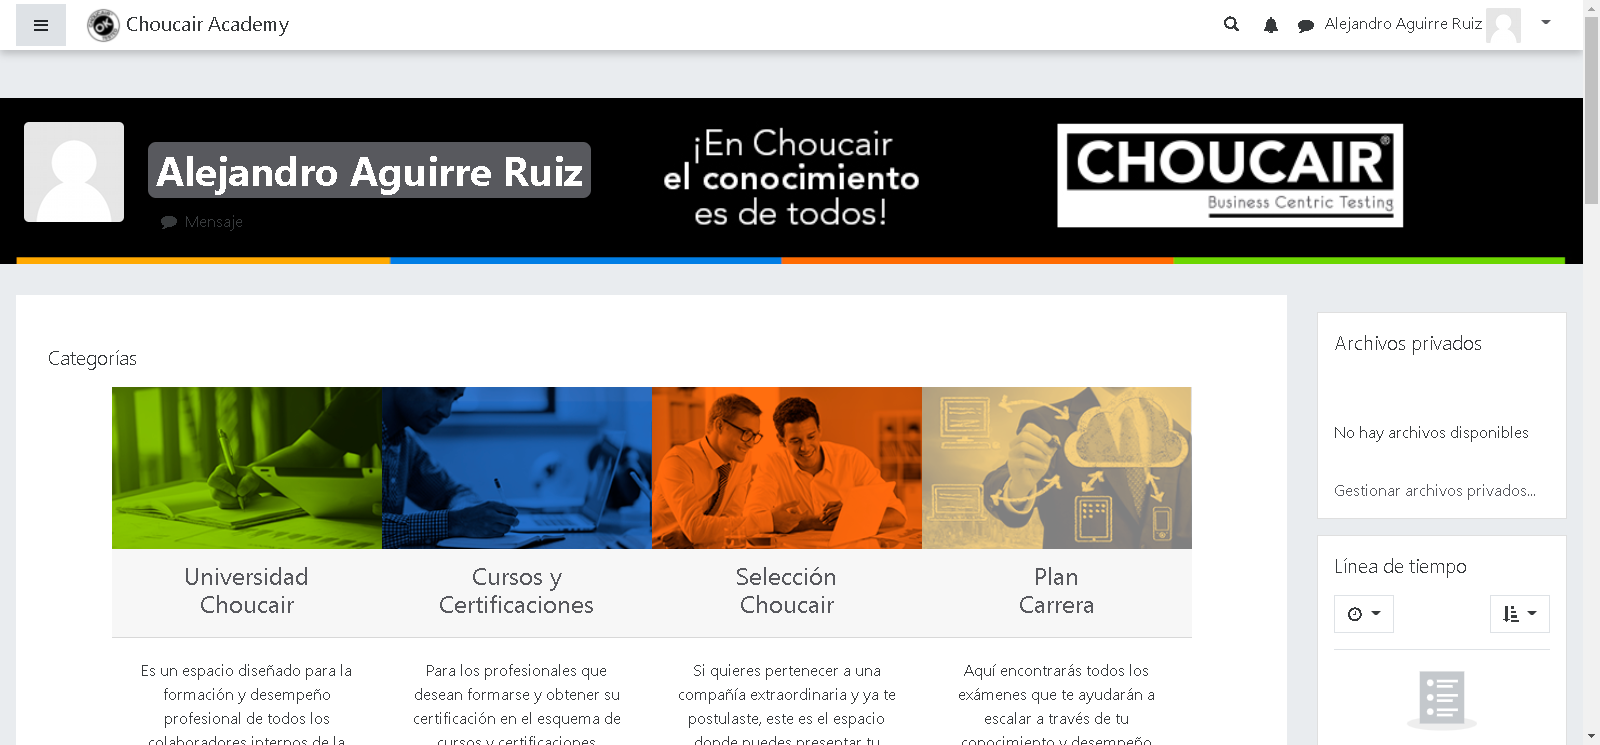 Choucair Academy
Alejandro Aguirre Ruiz
Alejandro Aguirre Ruiz
Mensaje
¡En Choucair
el conocimiento
es de todos!
CHOUCAIR®
Business Centric Testing
Categorías
Universidad
Choucair
Es un espacio diseñado para la
formación y desempeño
profesional de todos los
colaboradores internos de la
Cursos y
Certificaciones
Para los profesionales que
desean formarse y obtener su
certificación en el esquema de
cursos y certificaciones
Selección
Choucair
Si quieres pertenecer a una
compañía extraordinaria y ya te
postulaste, este es el espacio
donde puedes presentar tu
Plan
Carrera
Aquí encontrarás todos los
exámenes que te ayudarán a
escalar a través de tu
conocimiento y desempeño
Archivos privados
No hay archivos disponibles
Gestionar archivos privados...
Línea de tiempo